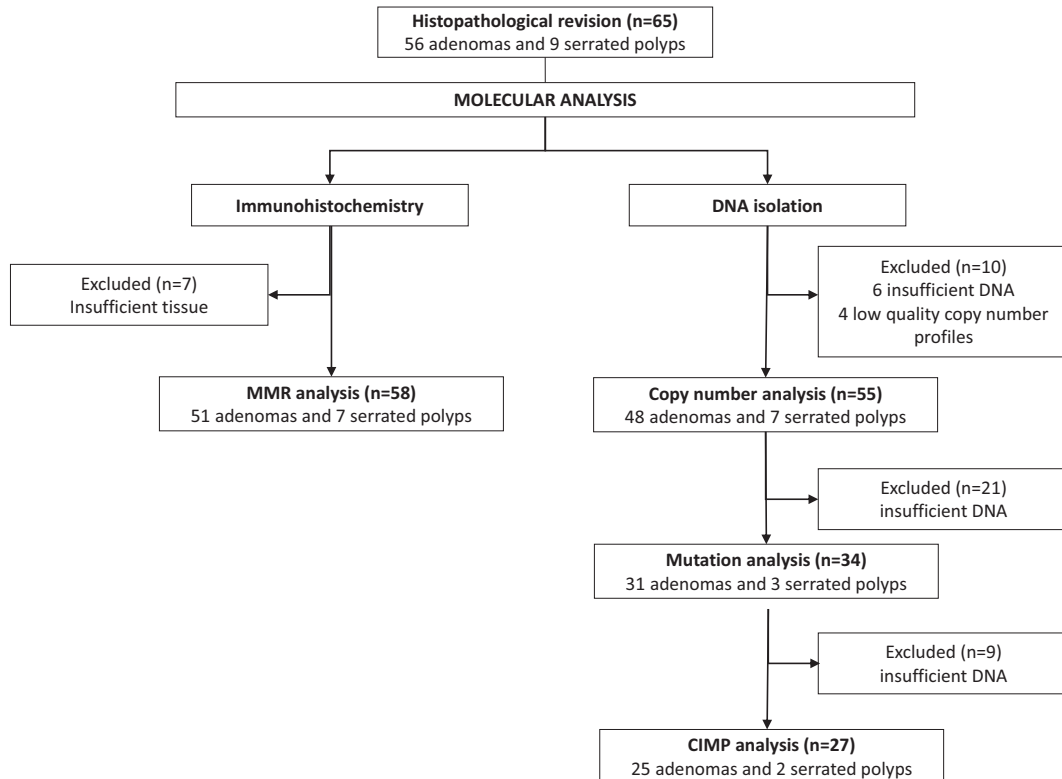 Histopathological revision (n=65)
56 adenomas and 9 serrated polyps
MOLECULAR ANALYSIS
Immunohistochemistry
DNA isolation
Excluded (n=7)
Insufficient tissue
Excluded (n=10)
6 insufficient DNA
4 low quality copy number
profiles
MMR analysis (n=58)
51 adenomas and 7 serrated polyps
Copy number analysis (n=55)
48 adenomas and 7 serrated polyps
Excluded (n=21)
insufficient DNA
Mutation analysis (n=34)
31 adenomas and 3 serrated polyps
Excluded (n=9)
insufficient DNA
CIMP analysis (n=27)
25 adenomas and 2 serrated polyps